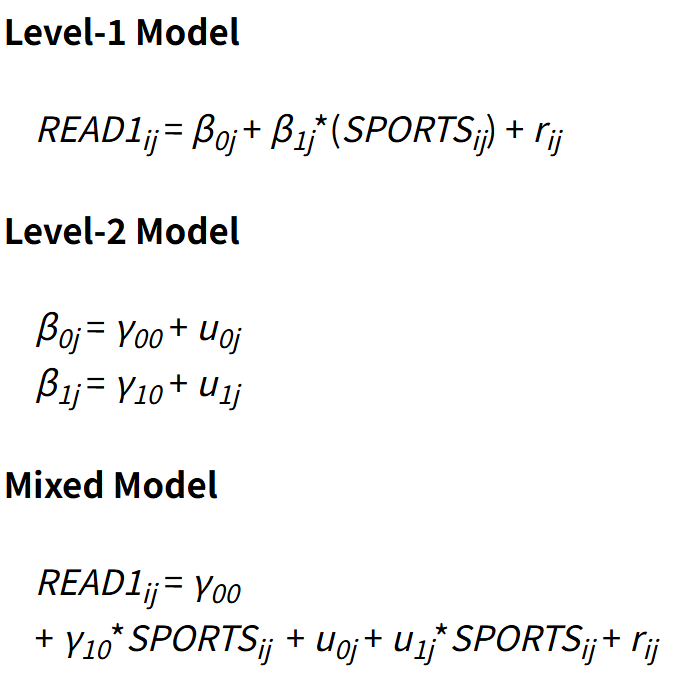 Level-1 Model
READ1ij = β0j + β1j*(SPORTSij) + rij
Level-2 Model
β0j = γ00 + u0j
β1j = γ10 + u1j
Mixed Model
READ1ij = γ00
+ γ10*SPORTSij + u0j + u1j*SPORTSij + rij